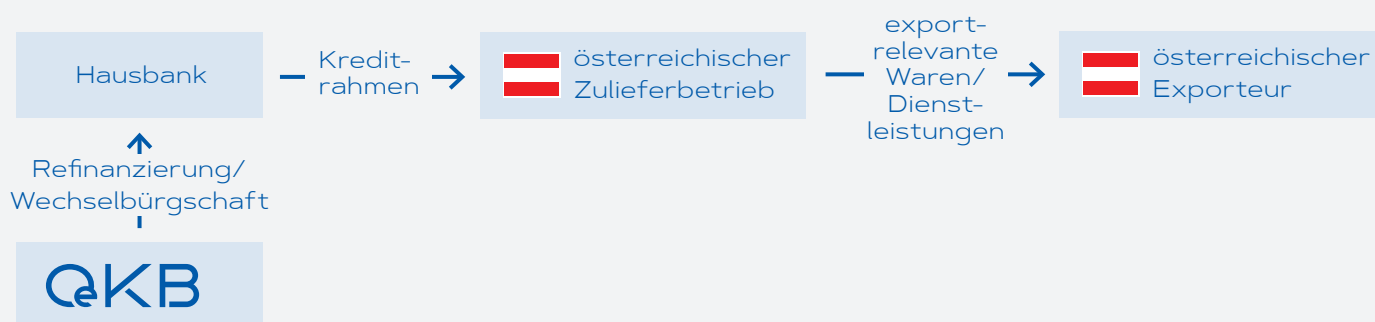 Hausbank
Kredit-
rahmen
österreichischer
Zulieferbetrieb
export-
relevante
Waren/
Dienst-
leistungen
österreichischer
Exporteur
Refinanzierung/
Wechselbürgschaft
OeKB